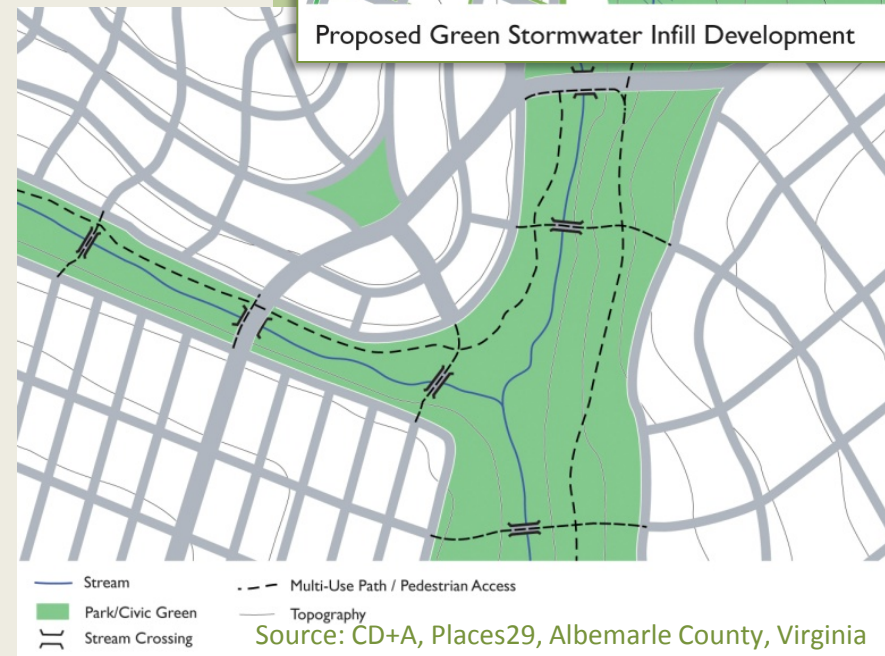 Proposed Green Stormwater Infill Development
Stream
Park/Civic Green
Stream Crossing
Multi-Use Path / Pedestrian Access
Topography
Source: CD+A, Places29, Albemarle County, Virginia